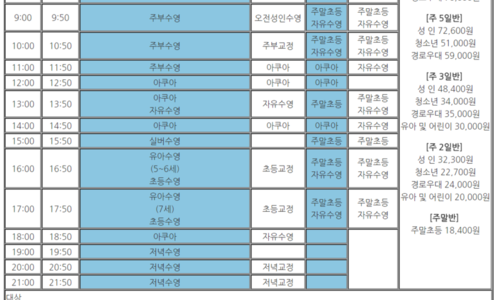 9:00 9:50 주부수영 오전성인수영 주말초등 자유수영 주말초등 자유수영
10:00 10:50 주부수영 주부교정 주말초등 자유수영 주말초등 자유수영
11:00 11:50 주부수영 아쿠아 아쿠아 자유수영
12:00 12:50 아쿠아 아쿠아 아쿠아
13:00 13:50 아쿠아 자유수영 자유수영 주말초등 주말초등 자유수영
14:00 14:50 아쿠아 아쿠아 아쿠아 자유수영
15:00 15:50 실버수영 주말초등 주말초등
16:00 16:50 유아수영 (5~6세) 초등수영 초등교정 주말초등 자유수영 주말초등 자유수영
17:00 17:50 유아수영 (7세) 초등수영 초등교정 주말초등 자유수영 주말초등 자유수영
18:00 18:50 아쿠아 자유수영
19:00 19:50 저녁수영
20:00 20:50 저녁수영 저녁교정
21:00 21:50 저녁수영 저녁교정
[주 5일반]
성 인 72,600원
청소년 51,000원
경로우대 59,000원
[주 3일반]
성 인 48,400원
청소년 34,000원
경로우대 35,000원
유아 및 어린이 30,000원
[주 2일반]
성 인 32,300원
청소년 22,700원
경로우대 24,000원
유아 및 어린이 20,000원
[주말반]
주말초등 18,400원
대상